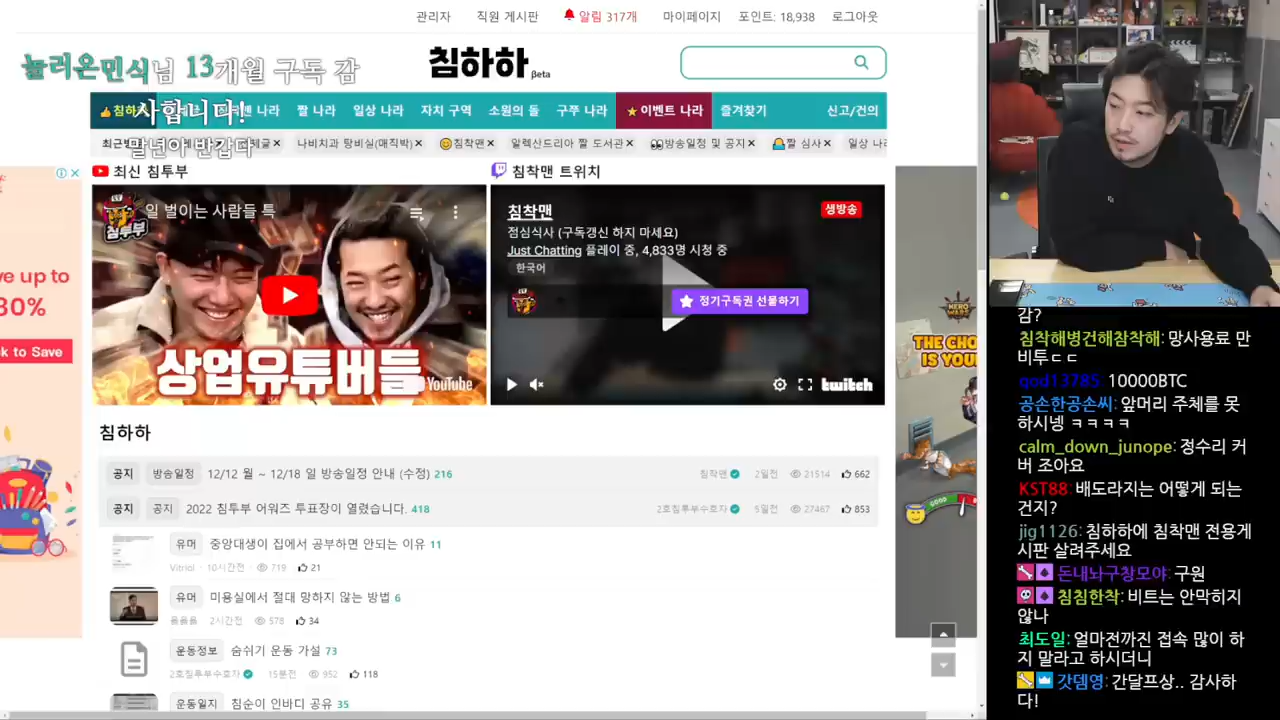 관리자 직원 게시판 알림 317개 마이페이지 포인트: 18,938 로그아웃
놀러온민식님 13개월 구독 감
사합니다!
침하하 βeta
나라 짤 나라 일상 나라 자치 구역 소원의 돌 구쭈 나라 이벤트 나라 즐겨찾기 신고/건의
말년아 반갑다
나비치과 탕비실(매직박)× 침착맨× 알렉산드리아 짤 도서관× 방송일정 및 공지× 짤 심사× 일상
최신 침투부
침착맨 트위치
침투부
일 벌이는 사람들 특
상업유튜버들
YouTube
침착맨
생방송
점심식사 (구독갱신 하지 마세요)
Just Chatting 플레이 중, 4,833명 시청 중
한국어
정기구독권 선물하기
twitch
ve up to
30%
k to Save
HERO
WARS
THE CHO
IS YOU
GOOD
침하하
공지 방송일정 12/12 월 ~ 12/18 일 방송일정 안내 (수정) 216 침착맨 2일전 21514 662
공지 공지 2022 침투부 어워즈 투표장이 열렸습니다. 418 2호침투부수호자 5일전 27467 853
유머 중앙대생이 집에서 공부하면 안되는 이유 11
Vitriol · 10시간전 · 719 21
유머 미용실에서 절대 망하지 않는 방법 6
2시간전 578 34
운동정보 숨쉬기 운동 가설 73
2호침투부수호자 15분전 952 118
운동일지 침순이 인바디 공유 35
감?
침착해병건해참착해: 망사용료 만
비투ㄷㄷ
qod13785: 10000BTC
공손한공손씨: 앞머리 주체를 못
하시넹 ㅋㅋㅋㅋ
calm_down_junope: 정수리 커
버 조아요
KST88: 배도라지는 어떻게 되는
건지?
jig1126: 침하하에 침착맨 전용게
시판 살려주세요
돈내놔구창모야: 구원
침침한착: 비트는 안막히지
않나
최도일: 얼마전까진 접속 많이 하
지 말라고 하시더니
갓뎀영: 간달프상.. 감사하
다!